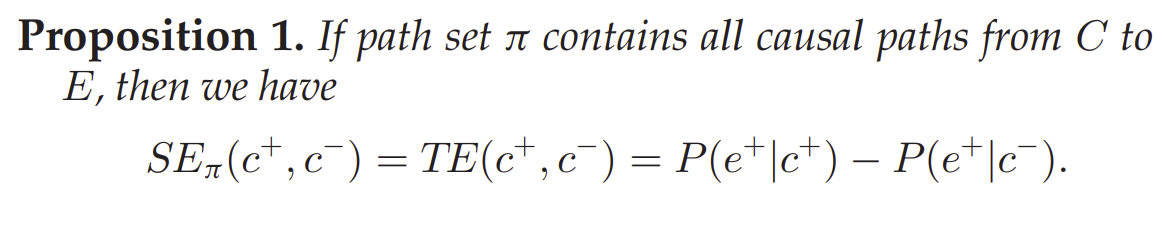 Proposition 1. If path set π contains all causal paths from C to
E, then we have
SE_π(c⁺, c⁻) = TE(c⁺, c⁻) = P(e⁺|c⁺) − P(e⁺|c⁻).